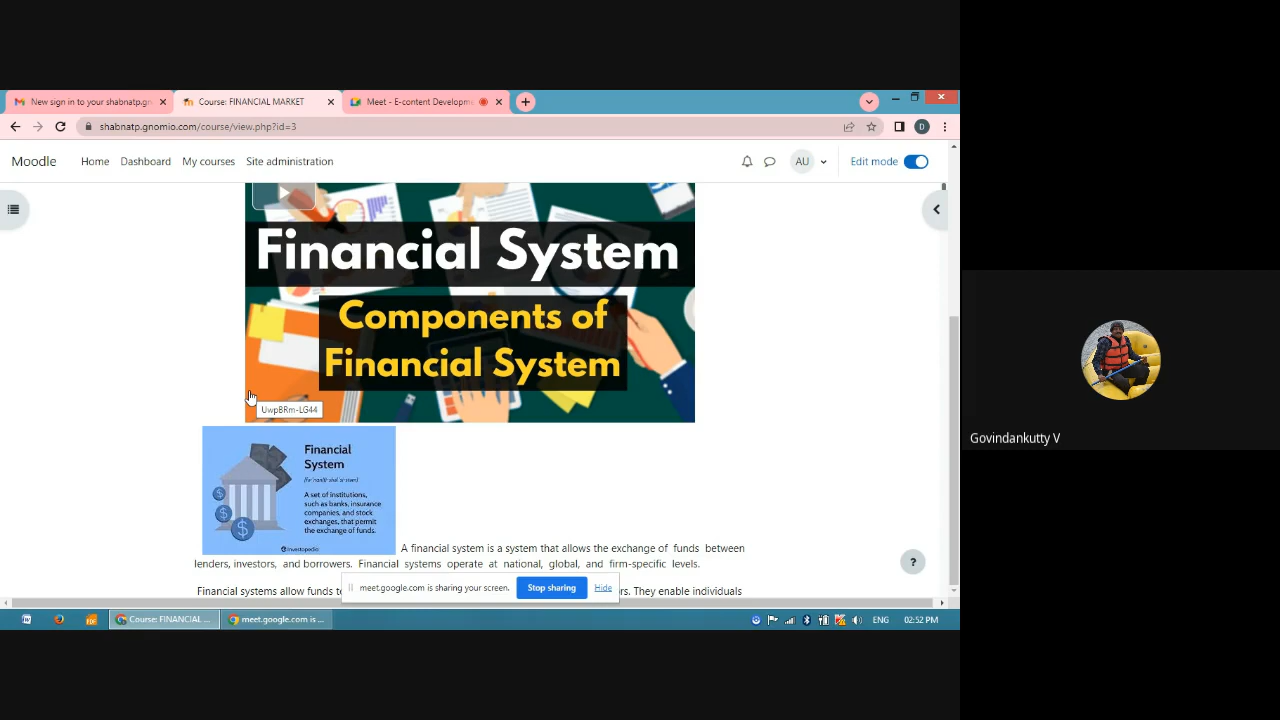 New sign in to your shabnatp.gn
Course: FINANCIAL MARKET
Meet - E-content Developme
shabnatp.gnomio.com/course/view.php?id=3
D
Moodle
Home
Dashboard
My courses
Site administration
AU
Edit mode
Financial System
Components of
Financial System
UwpBRm-LG44
Financial
System
A set of institutions,
such as banks, insurance
companies, and stock
exchanges, that permit
the exchange of funds.
Investopedia
A financial system is a system that allows the exchange of funds between
lenders, investors, and borrowers. Financial systems operate at national, global, and firm-specific levels.
meet.google.com is sharing your screen.
Stop sharing
Hide
?
Financial systems allow funds
They enable individuals
Course: FINANCIAL ...
meet.google.com is ...
ENG
02:52 PM
Govindankutty V